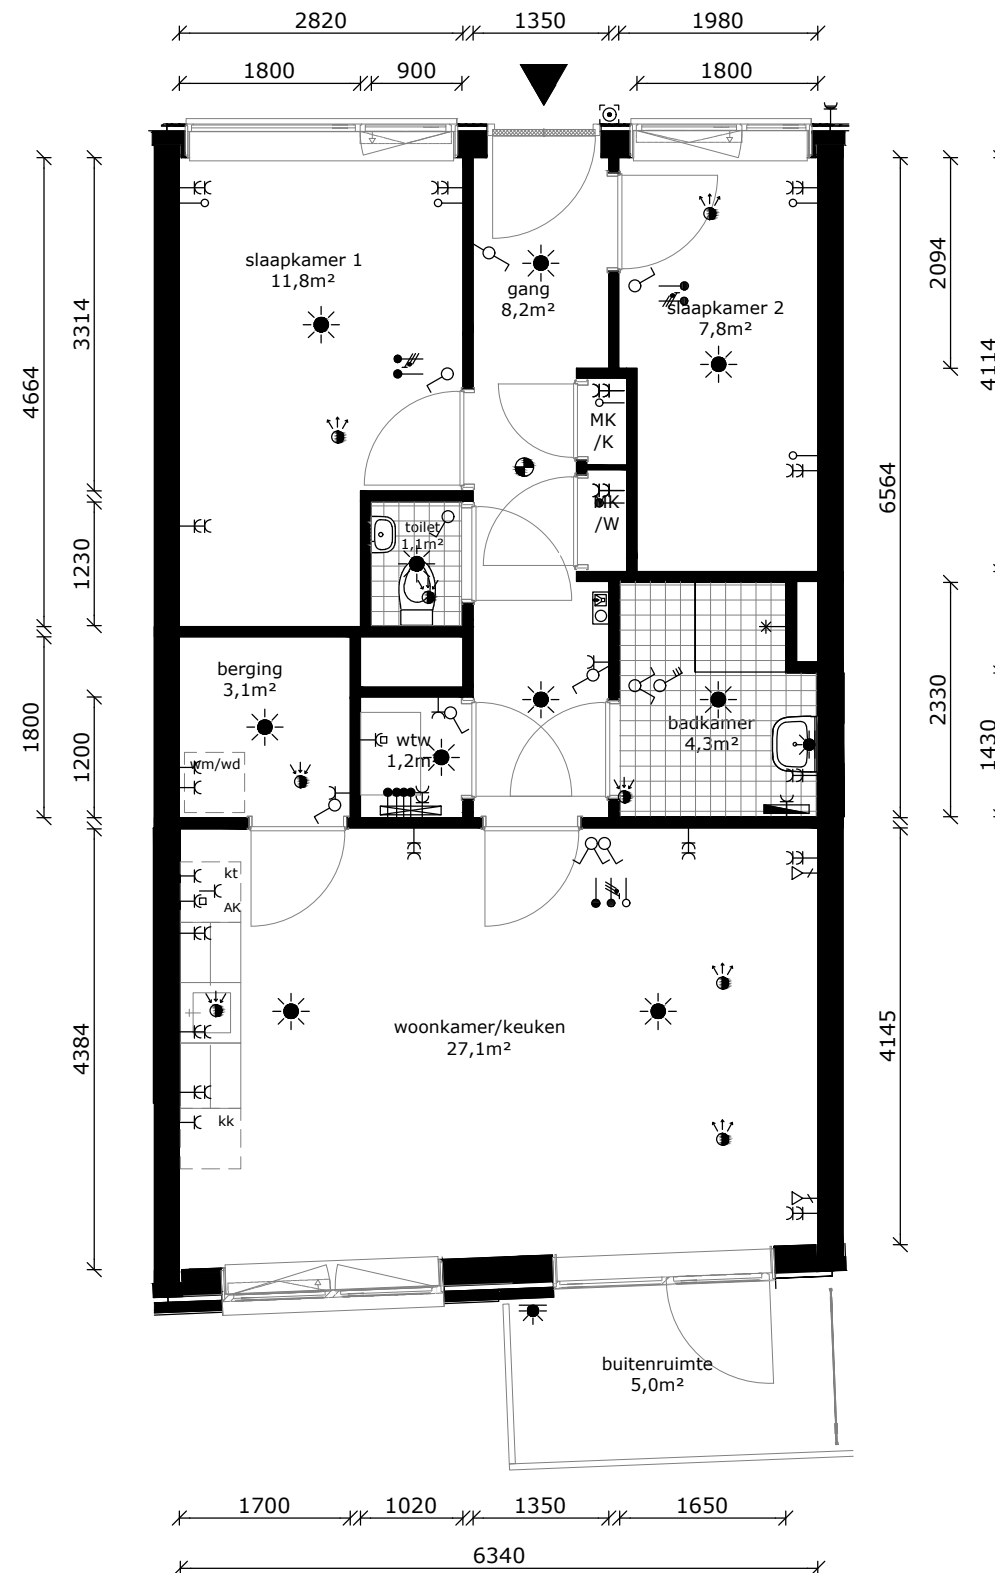 2820 1350 1980
1800 900 1800
slaapkamer 1
11,8m²
gang
8,2m²
slaapkamer 2
7,8m²
3314
4664
2094
4114
6564
MK
/K
MK
/W
toilet
1,1m²
1230
berging
3,1m²
wm/wd
wtw
1,2m²
badkamer
4,3m²
1800
1200
2330
1430
kt
AK
kk
woonkamer/keuken
27,1m²
4384
4145
buitenruimte
5,0m²
1700 1020 1350 1650
6340